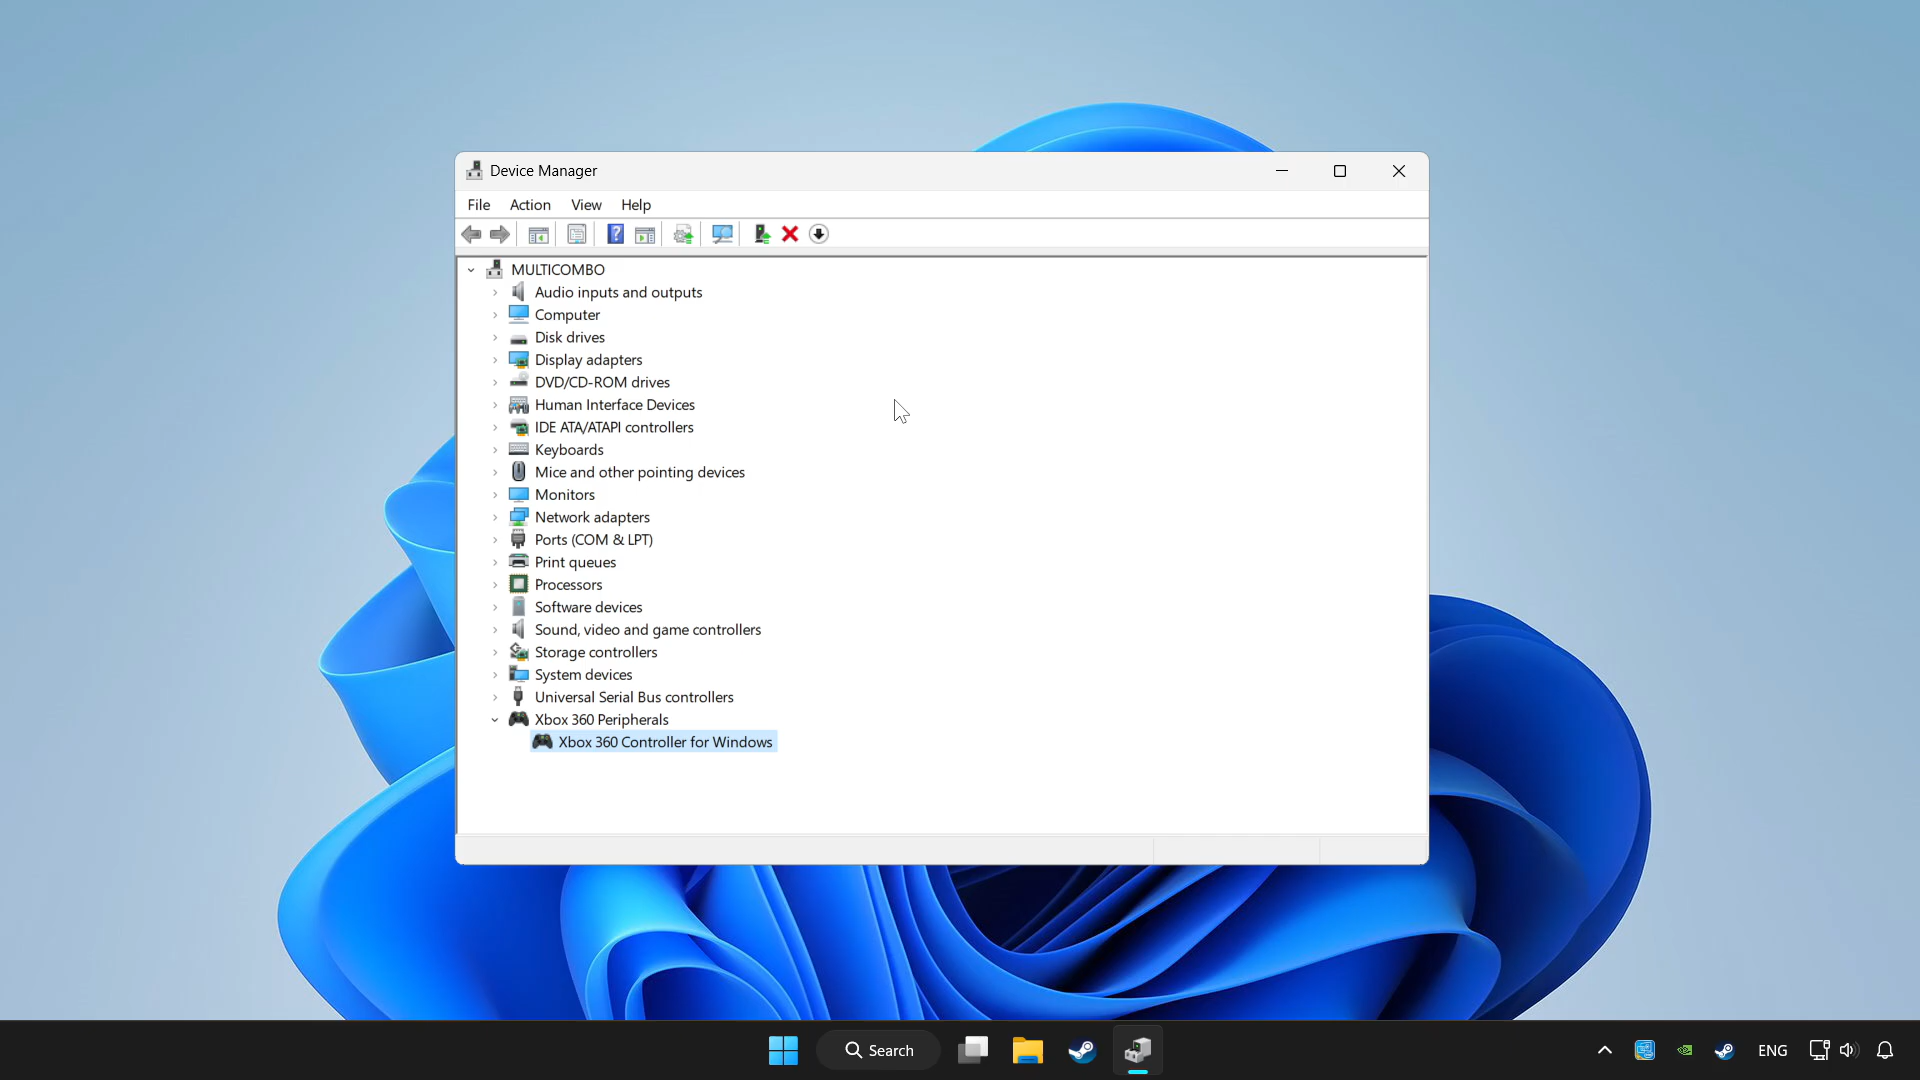 Device Manager
File Action View Help
MULTICOMBO
Audio inputs and outputs
Computer
Disk drives
Display adapters
DVD/CD-ROM drives
Human Interface Devices
IDE ATA/ATAPI controllers
Keyboards
Mice and other pointing devices
Monitors
Network adapters
Ports (COM & LPT)
Print queues
Processors
Software devices
Sound, video and game controllers
Storage controllers
System devices
Universal Serial Bus controllers
Xbox 360 Peripherals
Xbox 360 Controller for Windows
Search
ENG